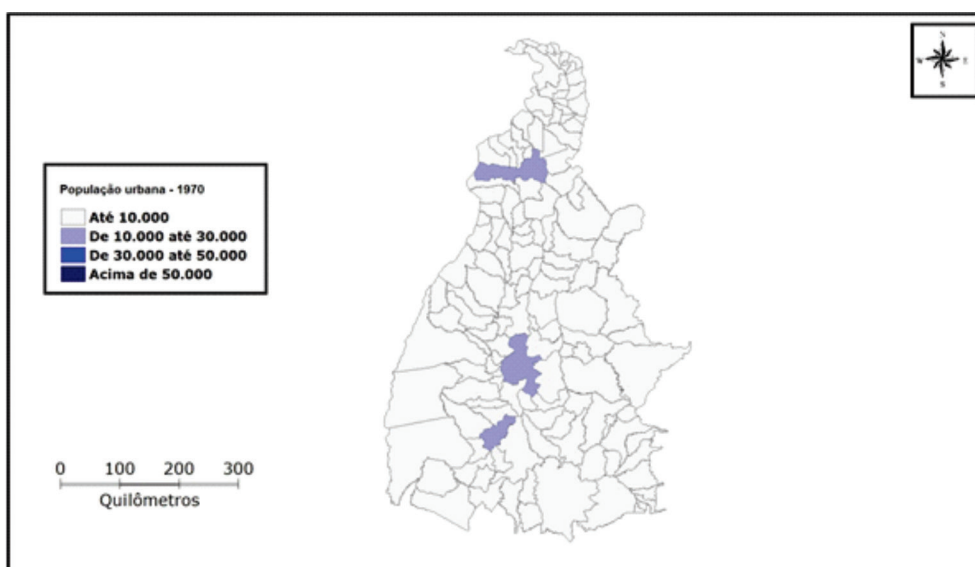 N
W E
S
População urbana - 1970
Até 10.000
De 10.000 até 30.000
De 30.000 até 50.000
Acima de 50.000
0 100 200 300
Quilômetros